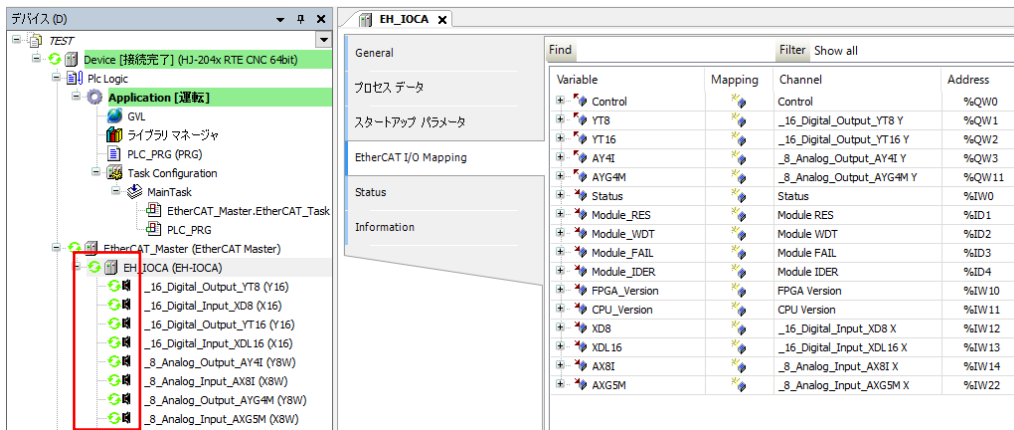 デバイス (D)
TEST
Device [接続完了] (HJ-204x RTE CNC 64bit)
Plc Logic
Application [運転]
GVL
ライブラリ マネージャ
PLC_PRG (PRG)
Task Configuration
MainTask
EtherCAT_Master.EtherCAT_Task
PLC_PRG
EtherCAT_Master (EtherCAT Master)
EH_IOCA (EH-IOCA)
_16_Digital_Output_YT8 (Y16)
_16_Digital_Input_XD8 (X16)
_16_Digital_Output_YT16 (Y16)
_16_Digital_Input_XDL16 (X16)
_8_Analog_Output_AY4I (Y8W)
_8_Analog_Input_AX8I (X8W)
_8_Analog_Output_AYG4M (Y8W)
_8_Analog_Input_AXG5M (X8W)
EH_IOCA
General
プロセス データ
スタートアップ パラメータ
EtherCAT I/O Mapping
Status
Information
Find Filter Show all
Variable Mapping Channel Address
Control Control %QW0
YT8 _16_Digital_Output_YT8 Y %QW1
YT16 _16_Digital_Output_YT16 Y %QW2
AY4I _8_Analog_Output_AY4I Y %QW3
AYG4M _8_Analog_Output_AYG4M Y %QW11
Status Status %IW0
Module_RES Module RES %ID1
Module_WDT Module WDT %ID2
Module_FAIL Module FAIL %ID3
Module_IDER Module IDER %ID4
FPGA_Version FPGA Version %IW10
CPU_Version CPU Version %IW11
XD8 _16_Digital_Input_XD8 X %IW12
XDL16 _16_Digital_Input_XDL16 X %IW13
AX8I _8_Analog_Input_AX8I X %IW14
AXG5M _8_Analog_Input_AXG5M X %IW22